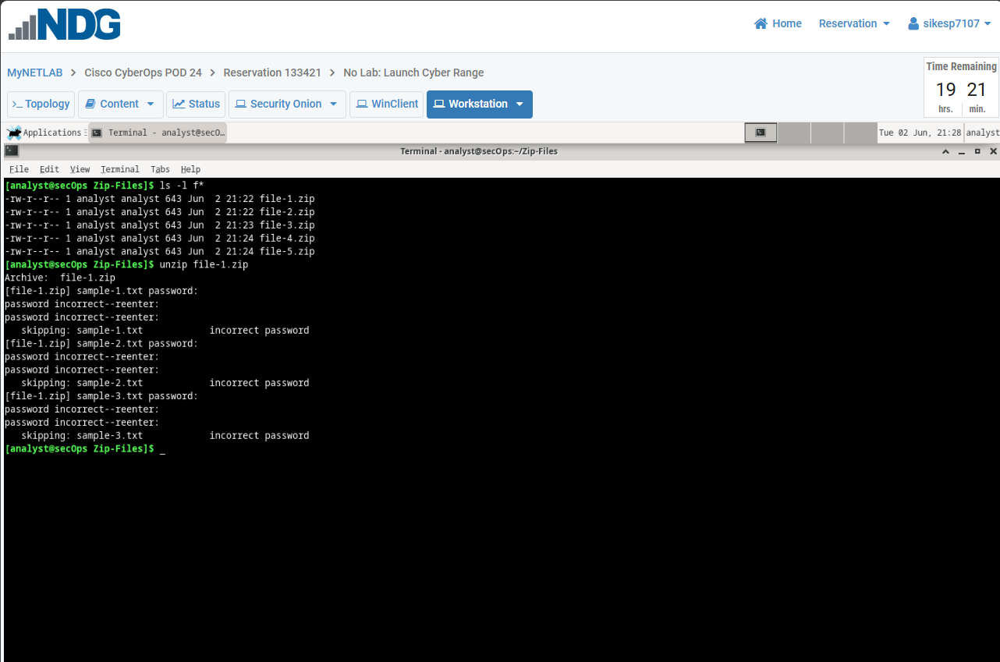 NDG
Home Reservation sikesp7107
MyNETLAB > Cisco CyberOps POD 24 > Reservation 133421 > No Lab: Launch Cyber Range
Time Remaining
19 21
hrs. min.
>_ Topology Content Status Security Onion WinClient Workstation
Applications Terminal - analyst@secO... Tue 02 Jun, 21:28 analyst
Terminal - analyst@secOps:~/Zip-Files
File Edit View Terminal Tabs Help
[analyst@secOps Zip-Files]$ ls -l f*
-rw-r--r-- 1 analyst analyst 643 Jun  2 21:22 file-1.zip
-rw-r--r-- 1 analyst analyst 643 Jun  2 21:22 file-2.zip
-rw-r--r-- 1 analyst analyst 643 Jun  2 21:23 file-3.zip
-rw-r--r-- 1 analyst analyst 643 Jun  2 21:24 file-4.zip
-rw-r--r-- 1 analyst analyst 643 Jun  2 21:24 file-5.zip
[analyst@secOps Zip-Files]$ unzip file-1.zip
Archive:  file-1.zip
[file-1.zip] sample-1.txt password:
password incorrect--reenter:
password incorrect--reenter:
   skipping: sample-1.txt            incorrect password
[file-1.zip] sample-2.txt password:
password incorrect--reenter:
password incorrect--reenter:
   skipping: sample-2.txt            incorrect password
[file-1.zip] sample-3.txt password:
password incorrect--reenter:
password incorrect--reenter:
   skipping: sample-3.txt            incorrect password
[analyst@secOps Zip-Files]$ _